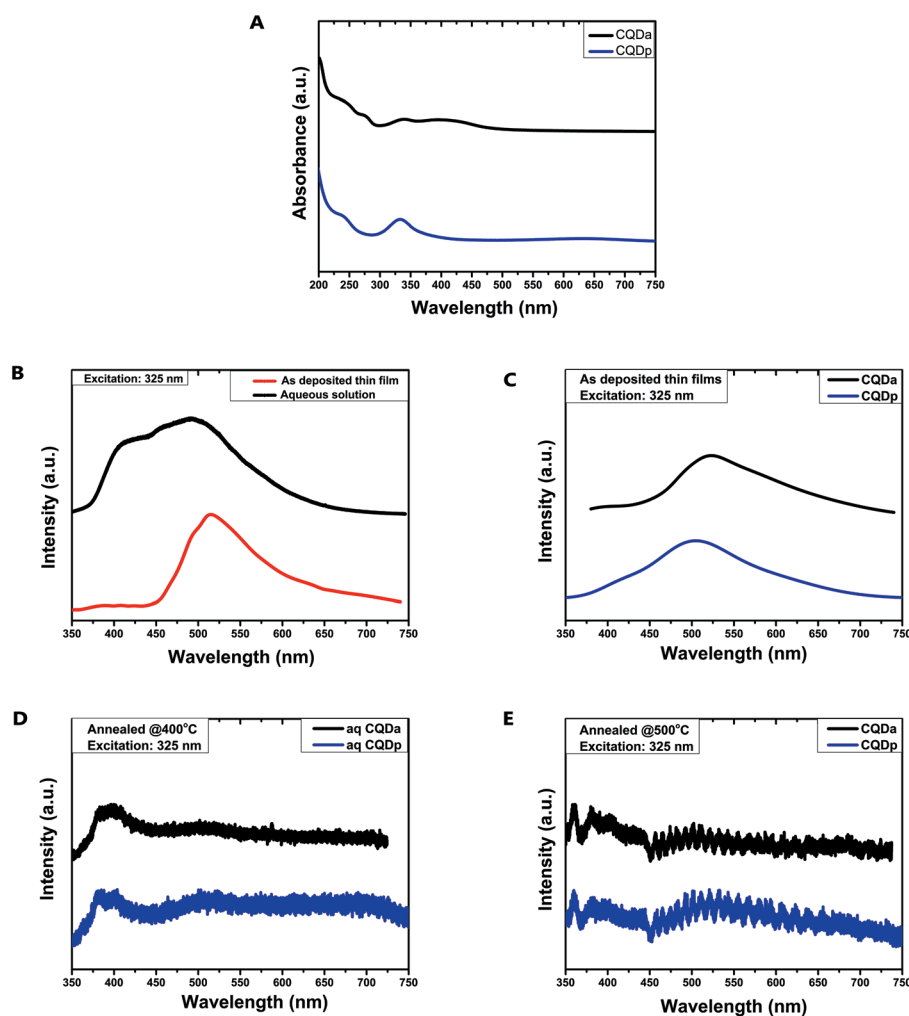 A
CQDa
CQDp
Absorbance (a.u.)
200 250 300 350 400 450 500 550 600 650 700 750
Wavelength (nm)
B
Excitation: 325 nm
As deposited thin film
Aqueous solution
Intensity (a.u.)
350 400 450 500 550 600 650 700 750
Wavelength (nm)
C
As deposited thin films
Excitation: 325 nm
CQDa
CQDp
Intensity (a.u.)
350 400 450 500 550 600 650 700 750
Wavelength (nm)
D
Annealed @400°C
Excitation: 325 nm
aq CQDa
aq CQDp
Intensity (a.u.)
350 400 450 500 550 600 650 700 750
Wavelength (nm)
E
Annealed @500°C
Excitation: 325 nm
CQDa
CQDp
Intensity (a.u.)
350 400 450 500 550 600 650 700 750
Wavelength (nm)